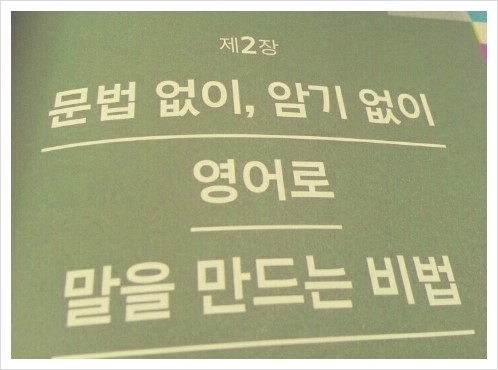 제2장
문법 없이, 암기 없이
영어로
말을 만드는 비법